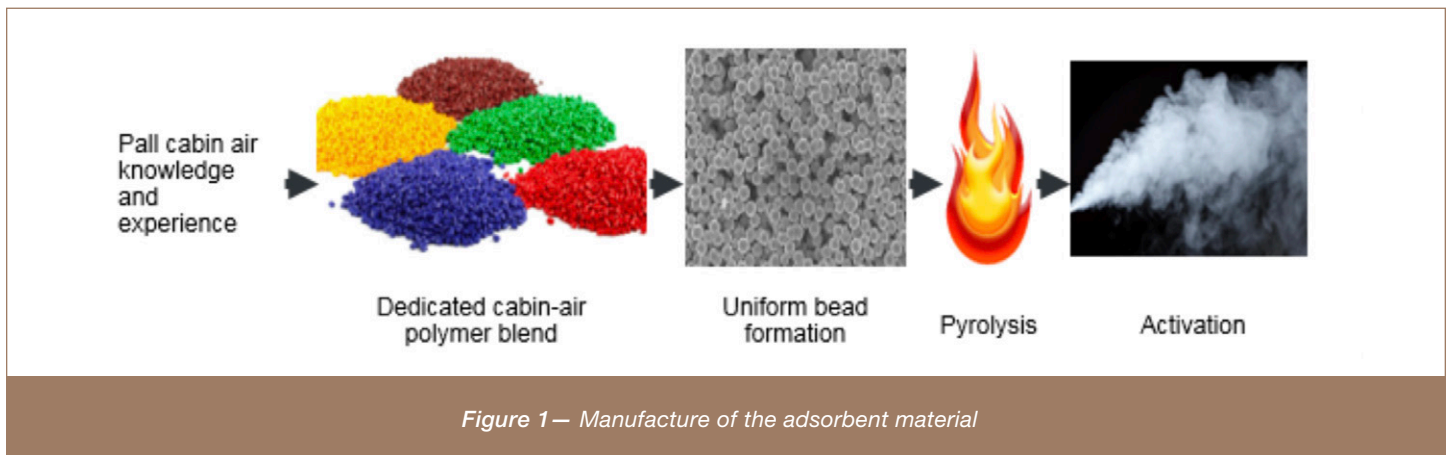 Pall cabin air
knowledge
and
experience
Dedicated cabin-air
polymer blend
Uniform bead
formation
Pyrolysis
Activation
Figure 1— Manufacture of the adsorbent material